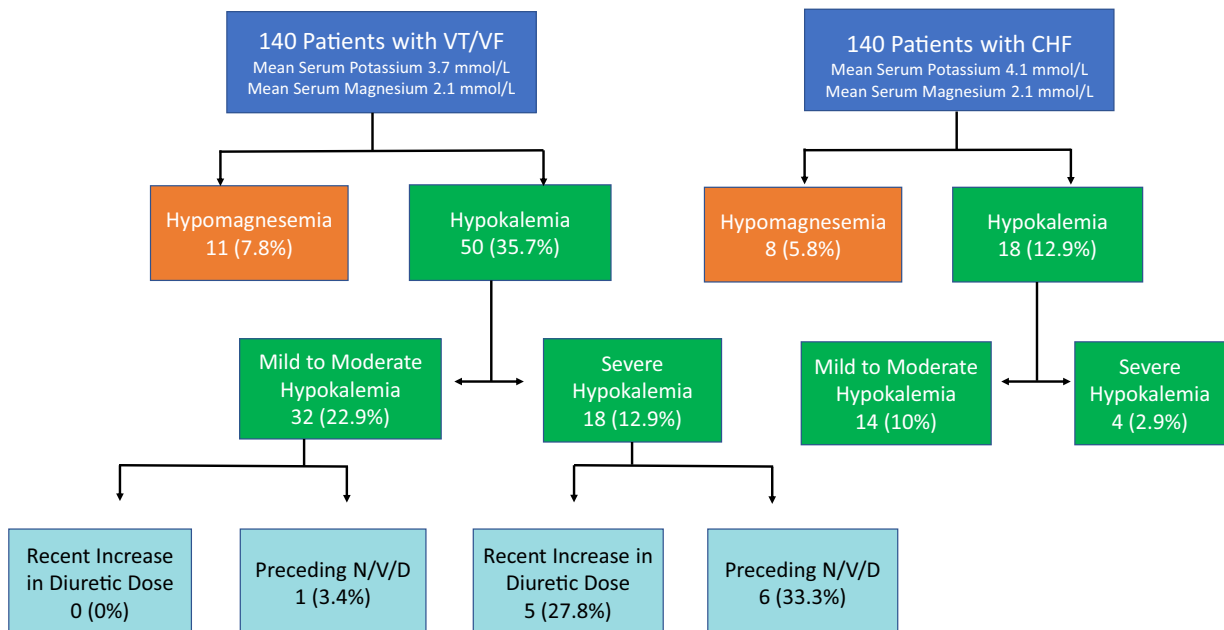 140 Patients with VT/VF
Mean Serum Potassium 3.7 mmol/L
Mean Serum Magnesium 2.1 mmol/L
140 Patients with CHF
Mean Serum Potassium 4.1 mmol/L
Mean Serum Magnesium 2.1 mmol/L
Hypomagnesemia
11 (7.8%)
Hypokalemia
50 (35.7%)
Hypomagnesemia
8 (5.8%)
Hypokalemia
18 (12.9%)
Mild to Moderate
Hypokalemia
32 (22.9%)
Severe
Hypokalemia
18 (12.9%)
Mild to Moderate
Hypokalemia
14 (10%)
Severe
Hypokalemia
4 (2.9%)
Recent Increase
in Diuretic Dose
0 (0%)
Preceding N/V/D
1 (3.4%)
Recent Increase
in Diuretic Dose
5 (27.8%)
Preceding N/V/D
6 (33.3%)